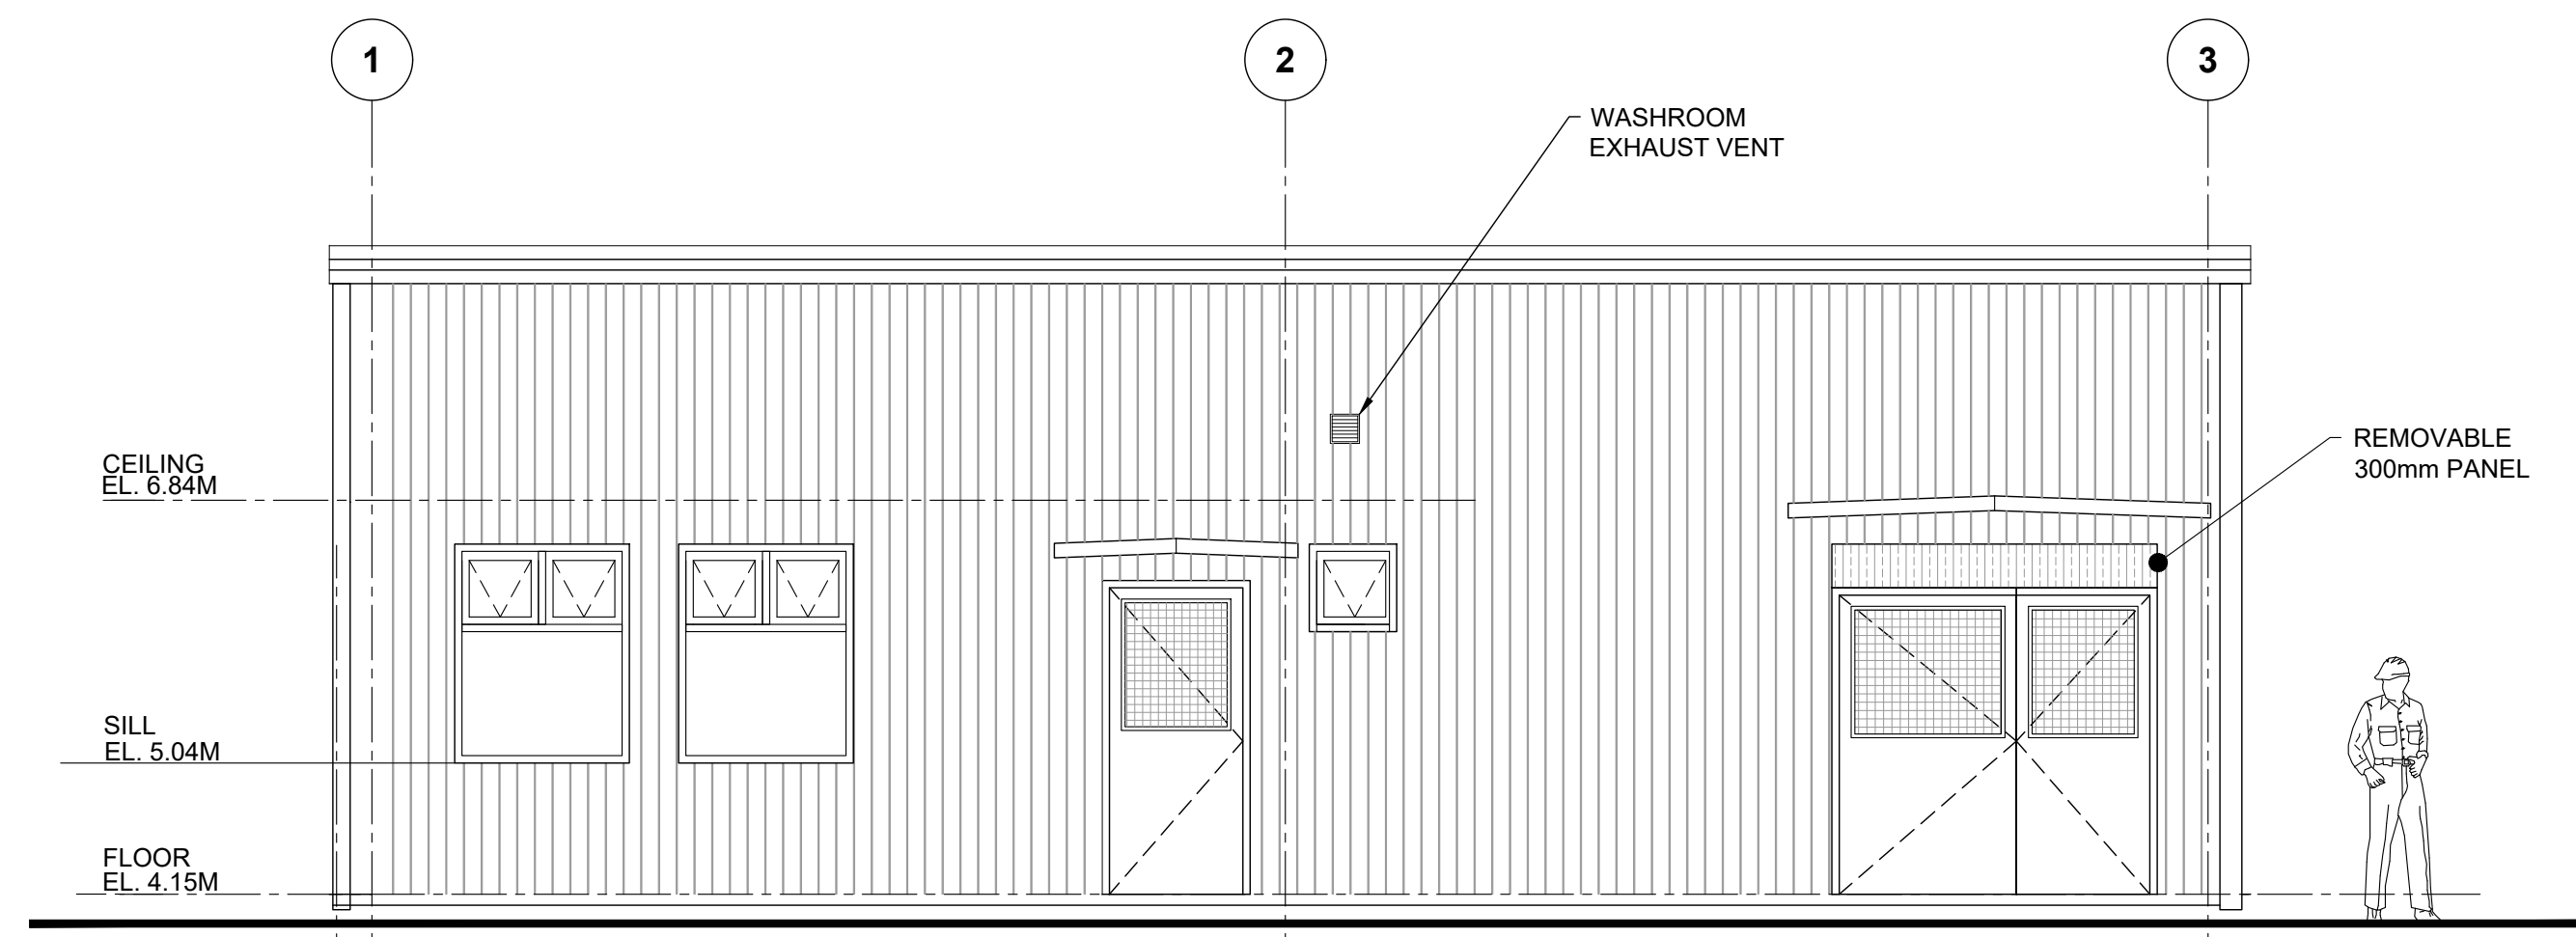 1
2
3
WASHROOM
EXHAUST VENT
REMOVABLE
300mm PANEL
CEILING
EL. 6.84M
SILL
EL. 5.04M
FLOOR
EL. 4.15M